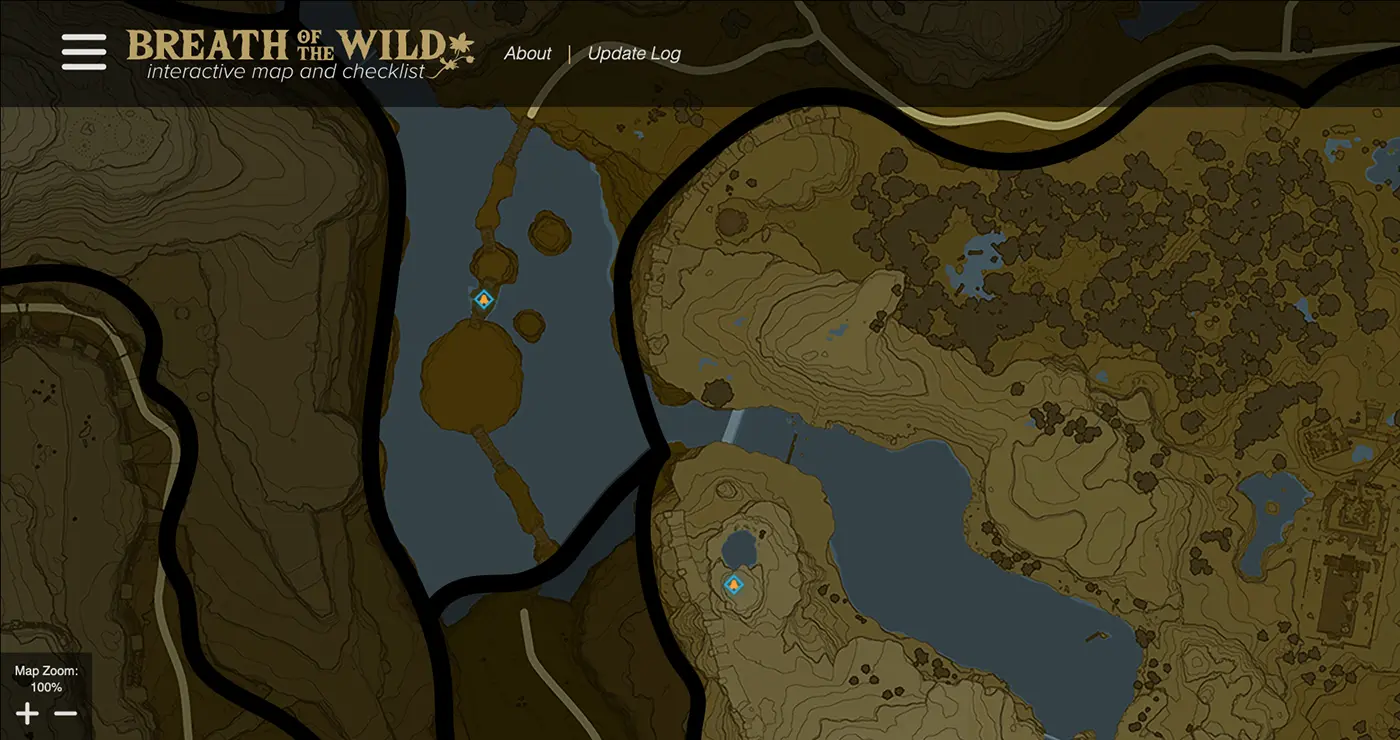 BREATH OF THE WILD
interactive map and checklist
About | Update Log
Map Zoom:
100%